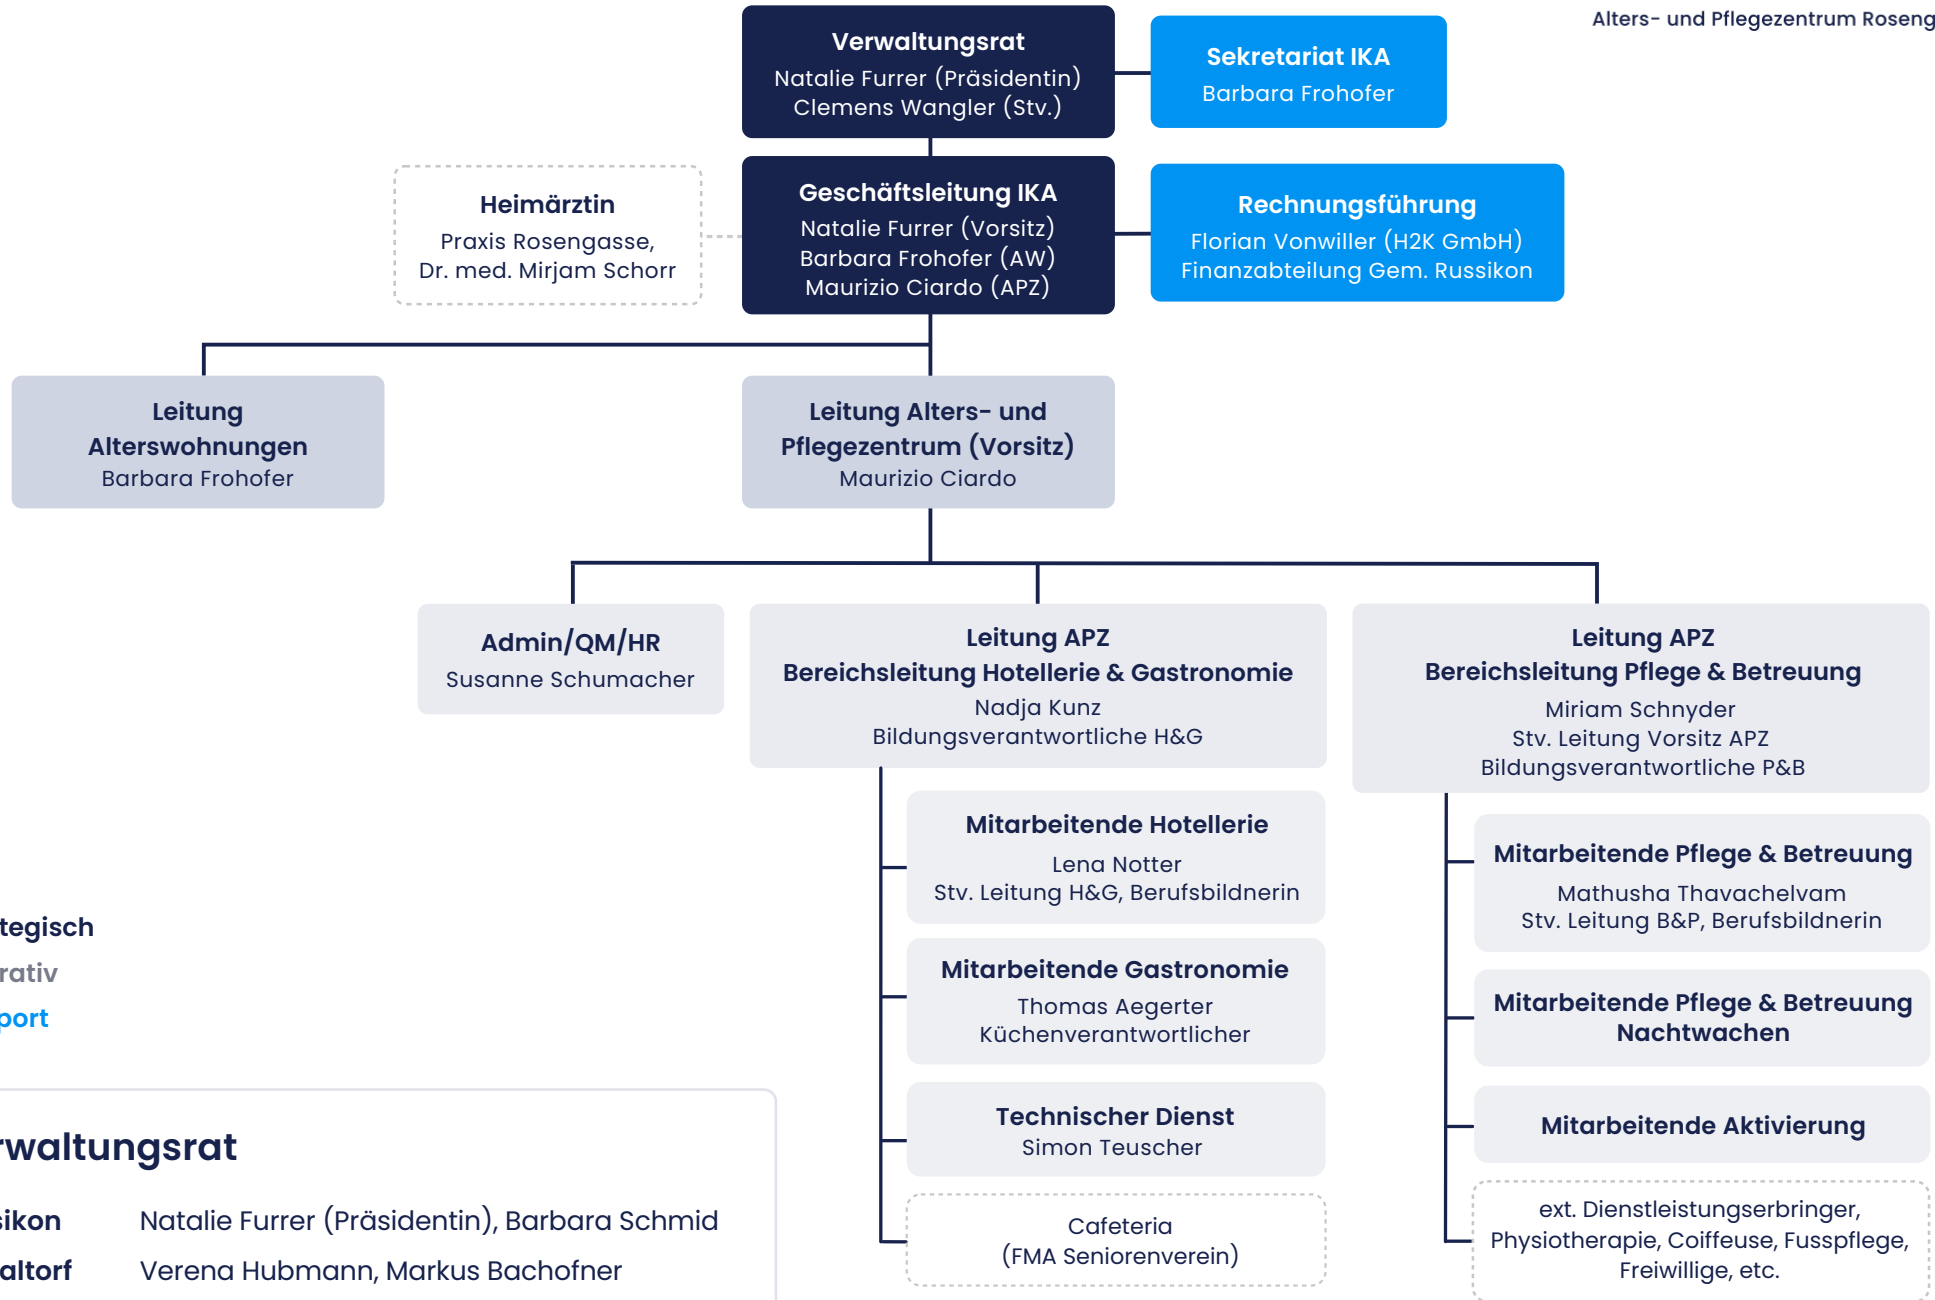 Alters- und Pflegezentrum Roseng
Verwaltungsrat
Natalie Furrer (Präsidentin)
Clemens Wangler (Stv.)
Sekretariat IKA
Barbara Frohofer
Heimärztin
Praxis Rosengasse,
Dr. med. Mirjam Schorr
Geschäftsleitung IKA
Natalie Furrer (Vorsitz)
Barbara Frohofer (AW)
Maurizio Ciardo (APZ)
Rechnungsführung
Florian Vonwiller (H2K GmbH)
Finanzabteilung Gem. Russikon
Leitung
Alterswohnungen
Barbara Frohofer
Leitung Alters- und
Pflegezentrum (Vorsitz)
Maurizio Ciardo
Admin/QM/HR
Susanne Schumacher
Leitung APZ
Bereichsleitung Hotellerie & Gastronomie
Nadja Kunz
Bildungsverantwortliche H&G
Leitung APZ
Bereichsleitung Pflege & Betreuung
Miriam Schnyder
Stv. Leitung Vorsitz APZ
Bildungsverantwortliche P&B
Mitarbeitende Hotellerie
Lena Notter
Stv. Leitung H&G, Berufsbildnerin
Mitarbeitende Gastronomie
Thomas Aegerter
Küchenverantwortlicher
Technischer Dienst
Simon Teuscher
Cafeteria
(FMA Seniorenverein)
Mitarbeitende Pflege & Betreuung
Mathusha Thavachelvam
Stv. Leitung B&P, Berufsbildnerin
Mitarbeitende Pflege & Betreuung
Nachtwachen
Mitarbeitende Aktivierung
ext. Dienstleistungserbringer,
Physiotherapie, Coiffeuse, Fusspflege,
Freiwillige, etc.
tegisch
rativ
port
rwaltungsrat
sikon Natalie Furrer (Präsidentin), Barbara Schmid
altorf Verena Hubmann, Markus Bachofner